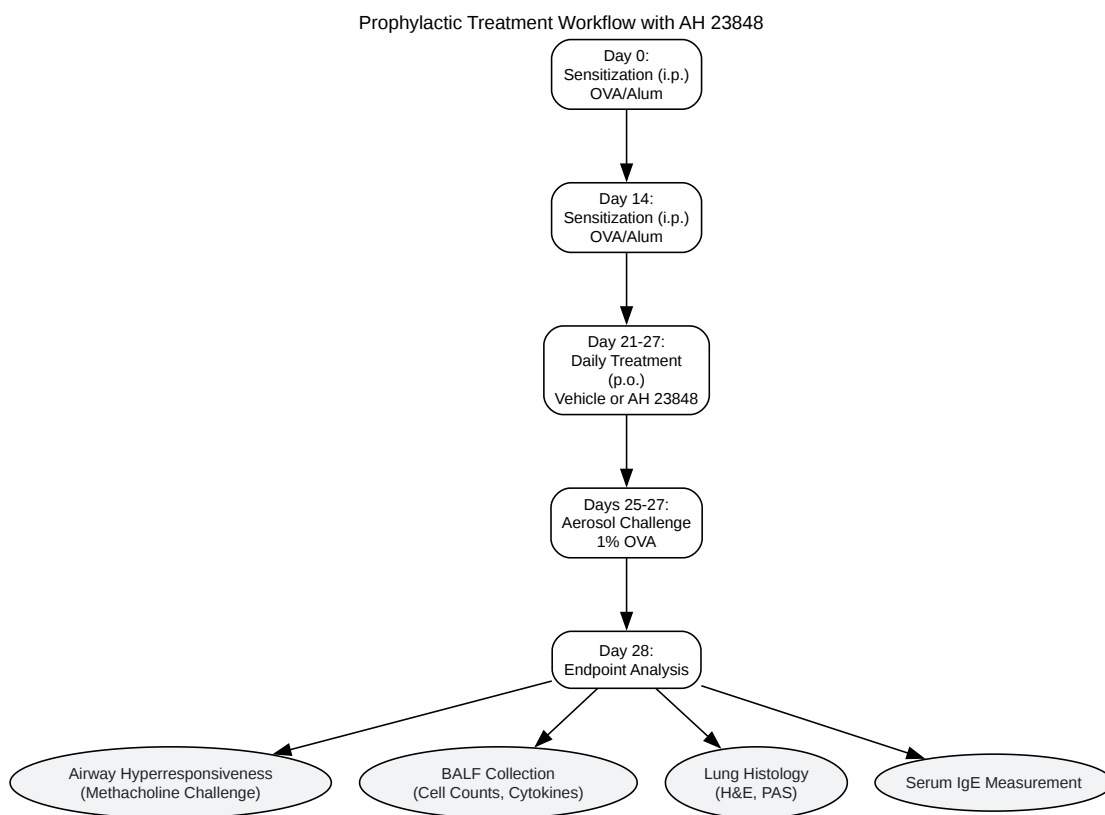 Prophylactic Treatment Workflow with AH 23848
Day 0:
Sensitization (i.p.)
OVA/Alum
Day 14:
Sensitization (i.p.)
OVA/Alum
Day 21-27:
Daily Treatment
(p.o.)
Vehicle or AH 23848
Days 25-27:
Aerosol Challenge
1% OVA
Day 28:
Endpoint Analysis
Airway Hyperresponsiveness
(Methacholine Challenge)
BALF Collection
(Cell Counts, Cytokines)
Lung Histology
(H&E, PAS)
Serum IgE Measurement